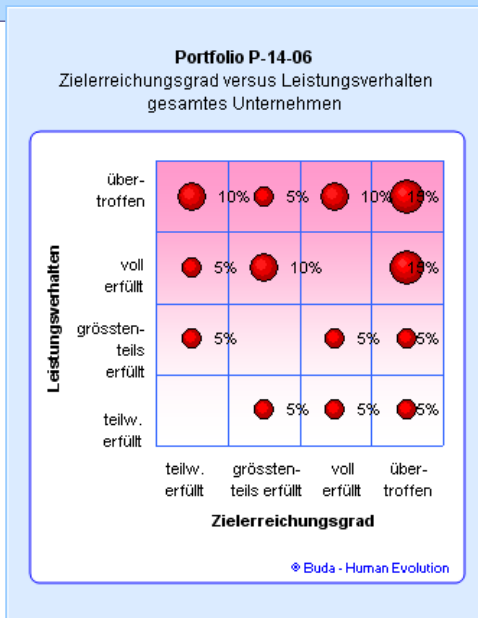 Portfolio P-14-06
Zielerreichungsgrad versus Leistungsverhalten
gesamtes Unternehmen
Leistungsverhalten
über-
troffen
10% 5% 10% 15%
voll
erfüllt
5% 10% 15%
grössten-
teils
erfüllt
5% 5% 5%
teilw.
erfüllt
5% 5% 5%
teilw. grössten- voll über-
erfüllt teils erfüllt erfüllt troffen
Zielerreichungsgrad
Buda - Human Evolution